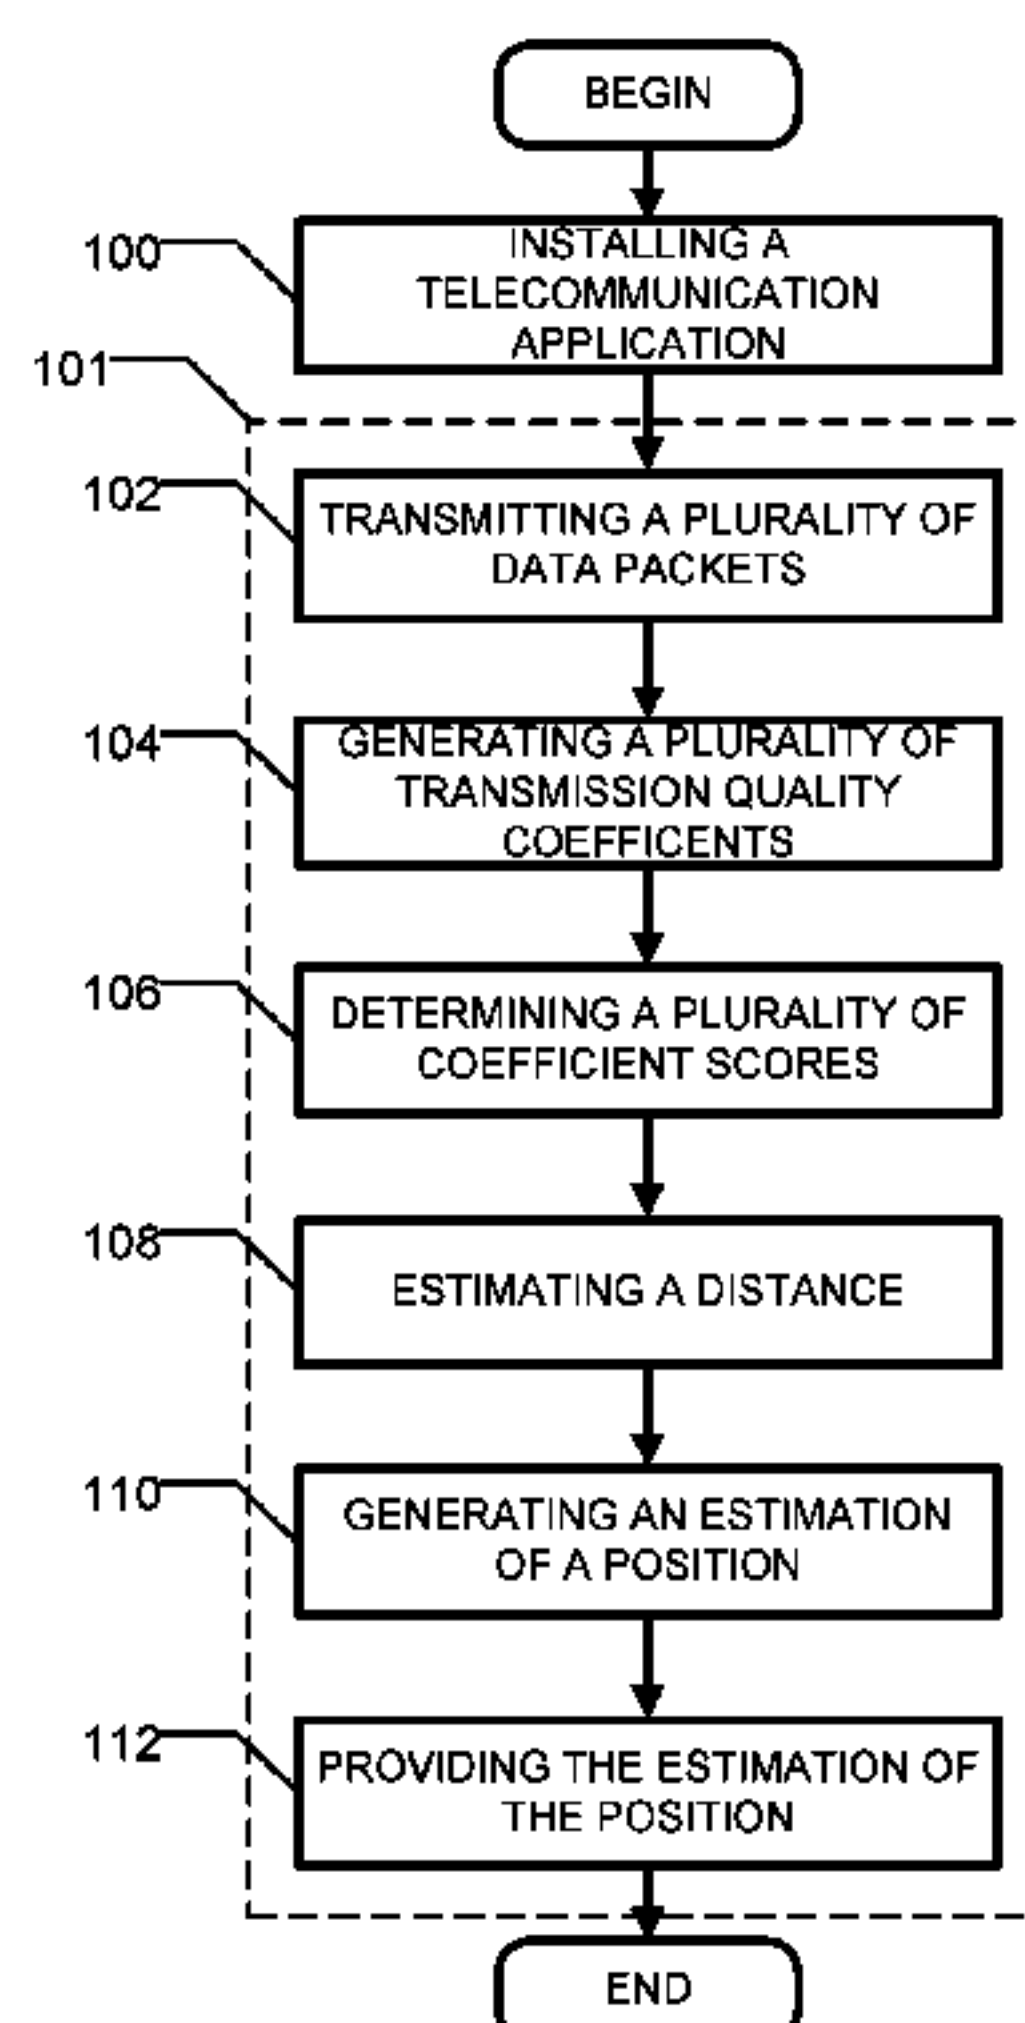 BEGIN
100
INSTALLING A
TELECOMMUNICATION
APPLICATION
101
102
TRANSMITTING A PLURALITY OF
DATA PACKETS
104
GENERATING A PLURALITY OF
TRANSMISSION QUALITY
COEFFICENTS
106
DETERMINING A PLURALITY OF
COEFFICIENT SCORES
108
ESTIMATING A DISTANCE
110
GENERATING AN ESTIMATION
OF A POSITION
112
PROVIDING THE ESTIMATION OF
THE POSITION
END